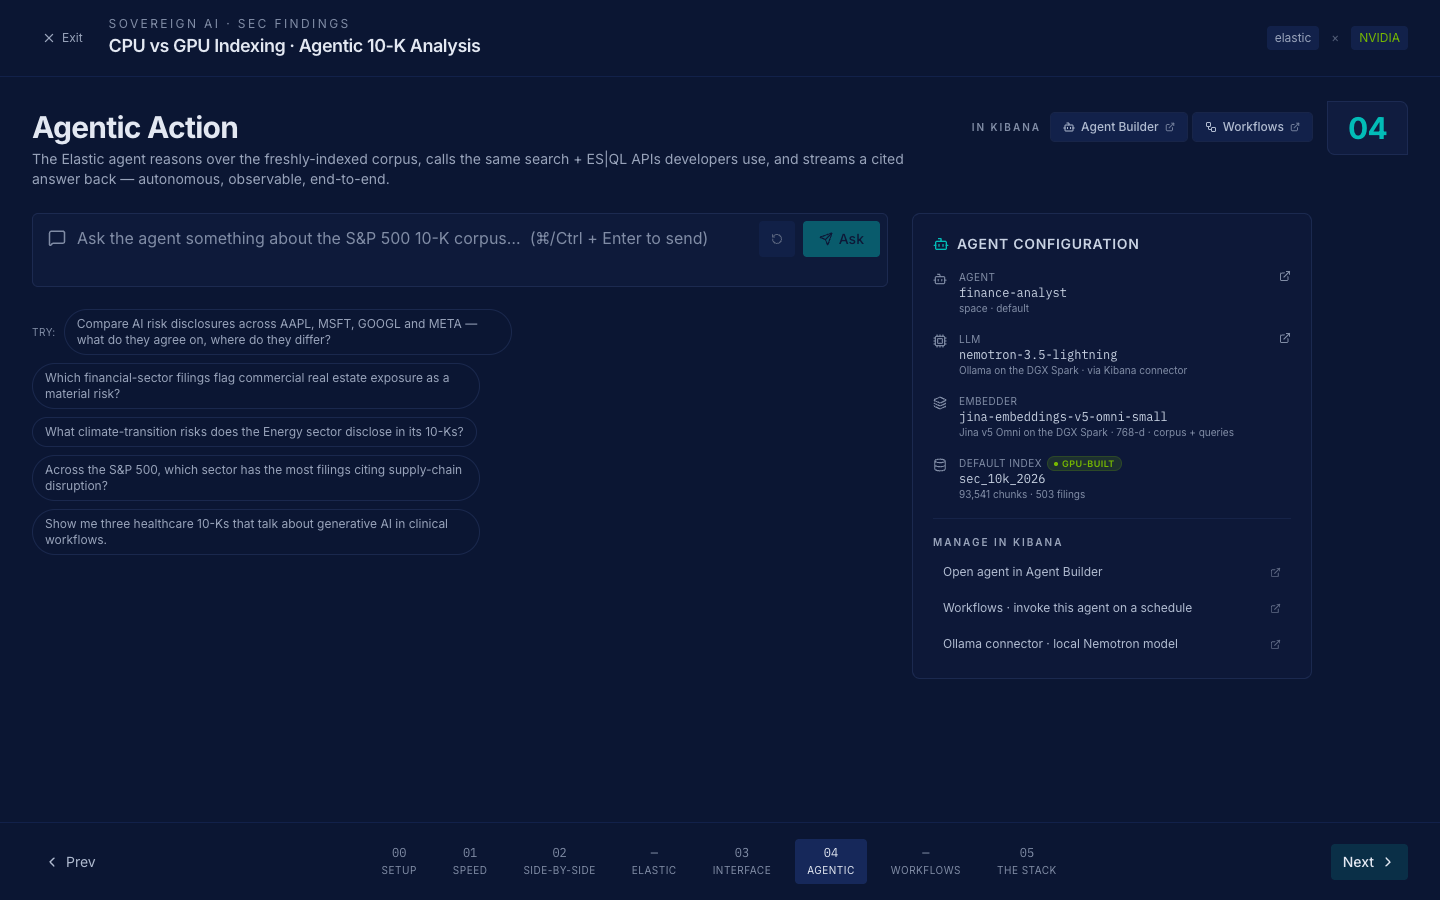 Exit
SOVEREIGN AI · SEC FINDINGS
CPU vs GPU Indexing · Agentic 10-K Analysis
elastic × NVIDIA
Agentic Action
The Elastic agent reasons over the freshly-indexed corpus, calls the same search + ES|QL APIs developers use, and streams a cited
answer back — autonomous, observable, end-to-end.
IN KIBANA
Agent Builder
Workflows
04
Ask the agent something about the S&P 500 10-K corpus... (⌘/Ctrl + Enter to send)
Ask
TRY:
Compare AI risk disclosures across AAPL, MSFT, GOOGL and META —
what do they agree on, where do they differ?
Which financial-sector filings flag commercial real estate exposure as a
material risk?
What climate-transition risks does the Energy sector disclose in its 10-Ks?
Across the S&P 500, which sector has the most filings citing supply-chain
disruption?
Show me three healthcare 10-Ks that talk about generative AI in clinical
workflows.
AGENT CONFIGURATION
AGENT
finance-analyst
space · default
LLM
nemotron-3.5-lightning
Ollama on the DGX Spark · via Kibana connector
EMBEDDER
jina-embeddings-v5-omni-small
Jina v5 Omni on the DGX Spark · 768-d · corpus + queries
DEFAULT INDEX
GPU-BUILT
sec_10k_2026
93,541 chunks · 503 filings
MANAGE IN KIBANA
Open agent in Agent Builder
Workflows · invoke this agent on a schedule
Ollama connector · local Nemotron model
Prev
00
SETUP
01
SPEED
02
SIDE-BY-SIDE
—
ELASTIC
03
INTERFACE
04
AGENTIC
—
WORKFLOWS
05
THE STACK
Next